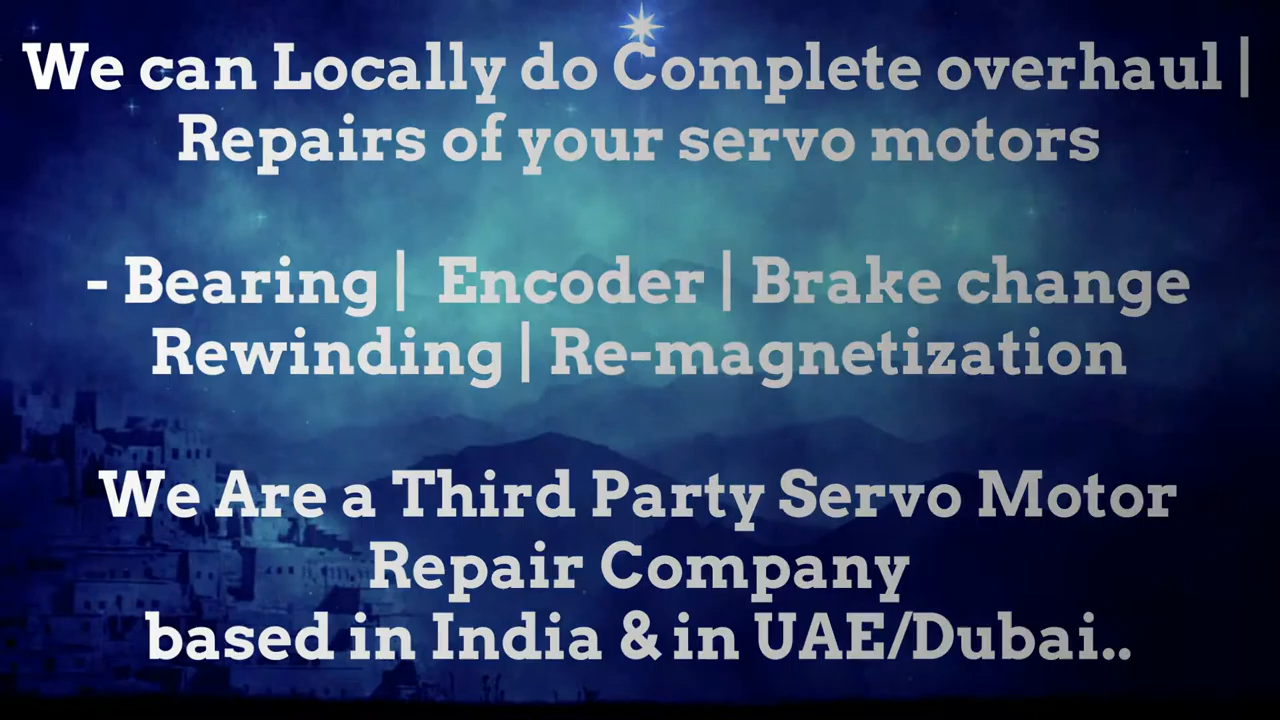 We can Locally do Complete overhaul |
Repairs of your servo motors
- Bearing | Encoder | Brake change
Rewinding | Re-magnetization
We Are a Third Party Servo Motor
Repair Company
based in India & in UAE/Dubai..